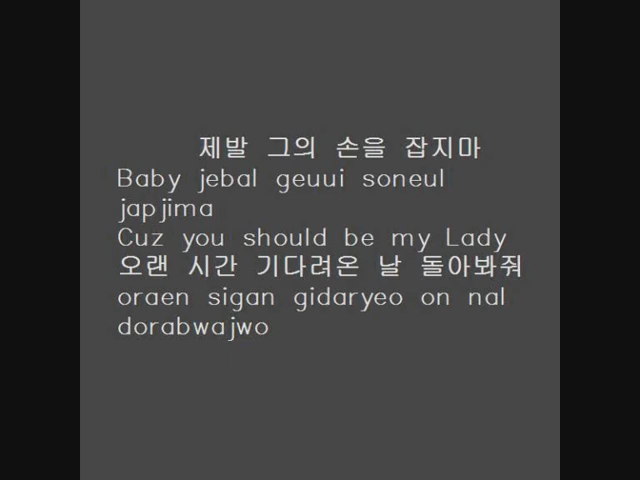 제발 그의 손을 잡지마
Baby jebal geuui soneul
japjima
Cuz you should be my Lady
오랜 시간 기다려온 날 돌아봐줘
oraen sigan gidaryeo on nal
dorabwajwo